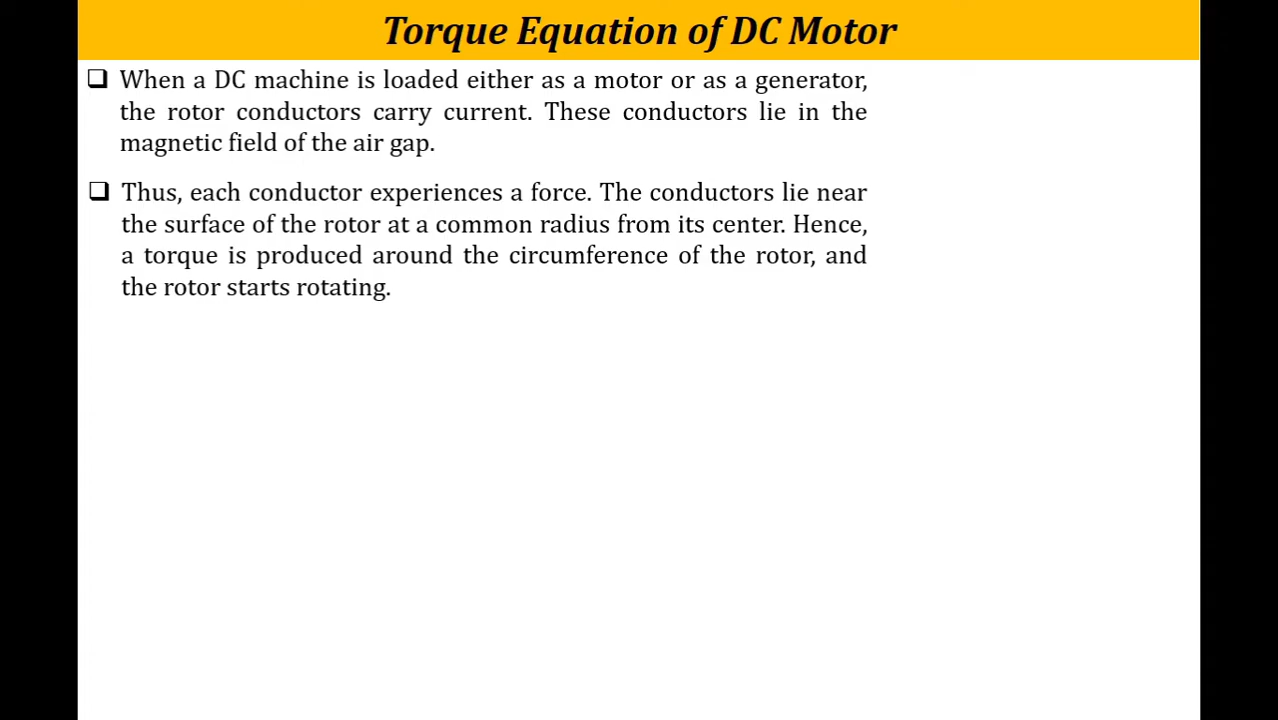 Torque Equation of DC Motor
❑ When a DC machine is loaded either as a motor or as a generator,
the rotor conductors carry current. These conductors lie in the
magnetic field of the air gap.
❑ Thus, each conductor experiences a force. The conductors lie near
the surface of the rotor at a common radius from its center. Hence,
a torque is produced around the circumference of the rotor, and
the rotor starts rotating.